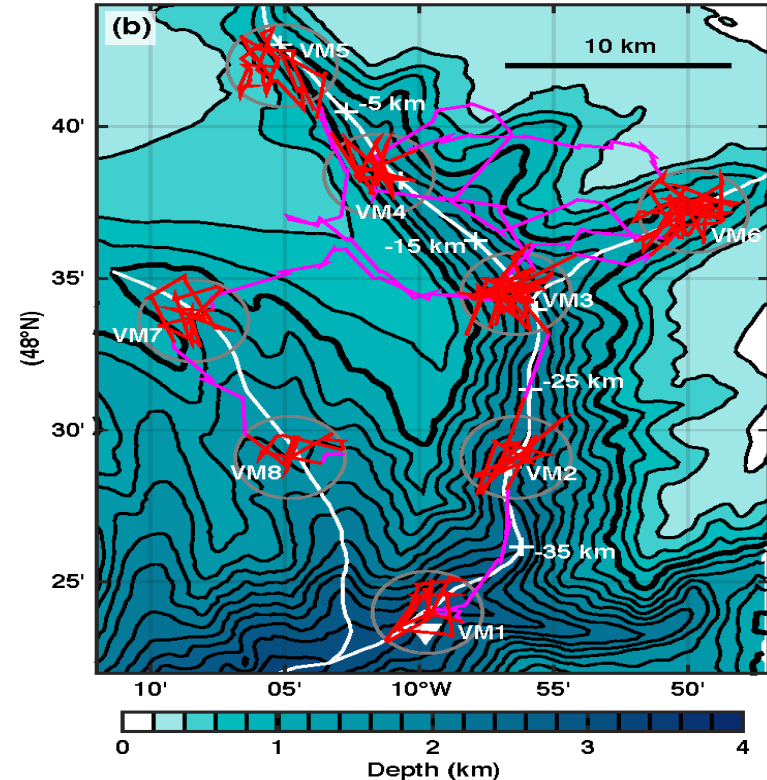 (b)
VM5
10 km
-5 km
40'
VM4
VM6
-15 km
35'
VM3
VM7
-25 km
(48°N)
30'
VM8
VM2
-35 km
25'
VM1
10'
05'
10°W
55'
50'
0
1
2
3
4
Depth (km)